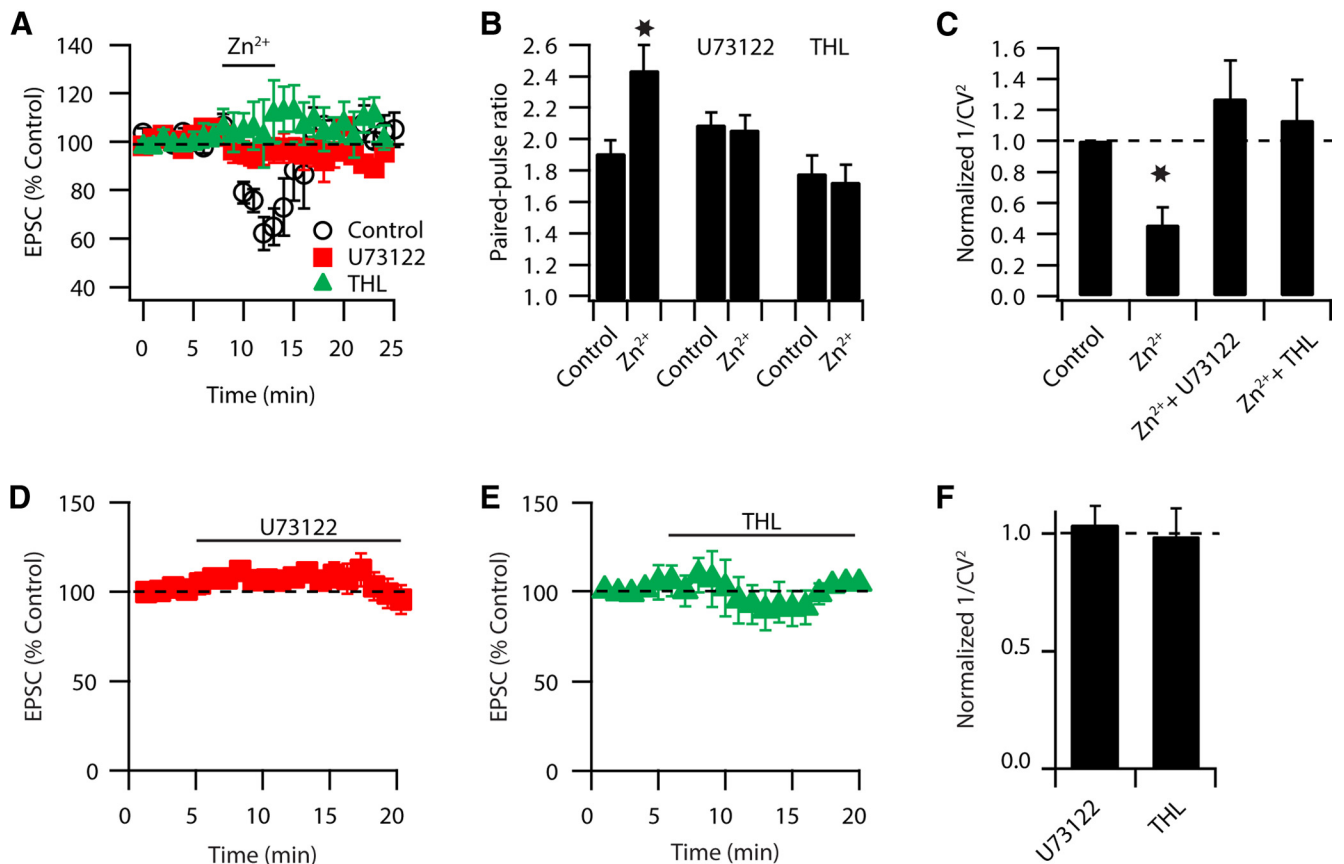 A
Zn²⁺
EPSC (% Control)
140
120
100
80
60
40
Control
U73122
THL
0 5 10 15 20 25
Time (min)
B
Paired-pulse ratio
2.6
2.4
2.2
2.0
1.8
1.6
1.4
1.2
1.0
U73122 THL
Control Zn²⁺ Control Zn²⁺ Control Zn²⁺
C
Normalized 1/CV²
1.6
1.4
1.2
1.0
0.8
0.6
0.4
0.2
0.0
Control Zn²⁺ Zn²⁺+ U73122 Zn²⁺+ THL
D
EPSC (% Control)
150
100
50
0
U73122
0 5 10 15 20
Time (min)
E
EPSC (% Control)
150
100
50
0
THL
0 5 10 15 20
Time (min)
F
Normalized 1/CV²
1.0
0.5
0.0
U73122 THL